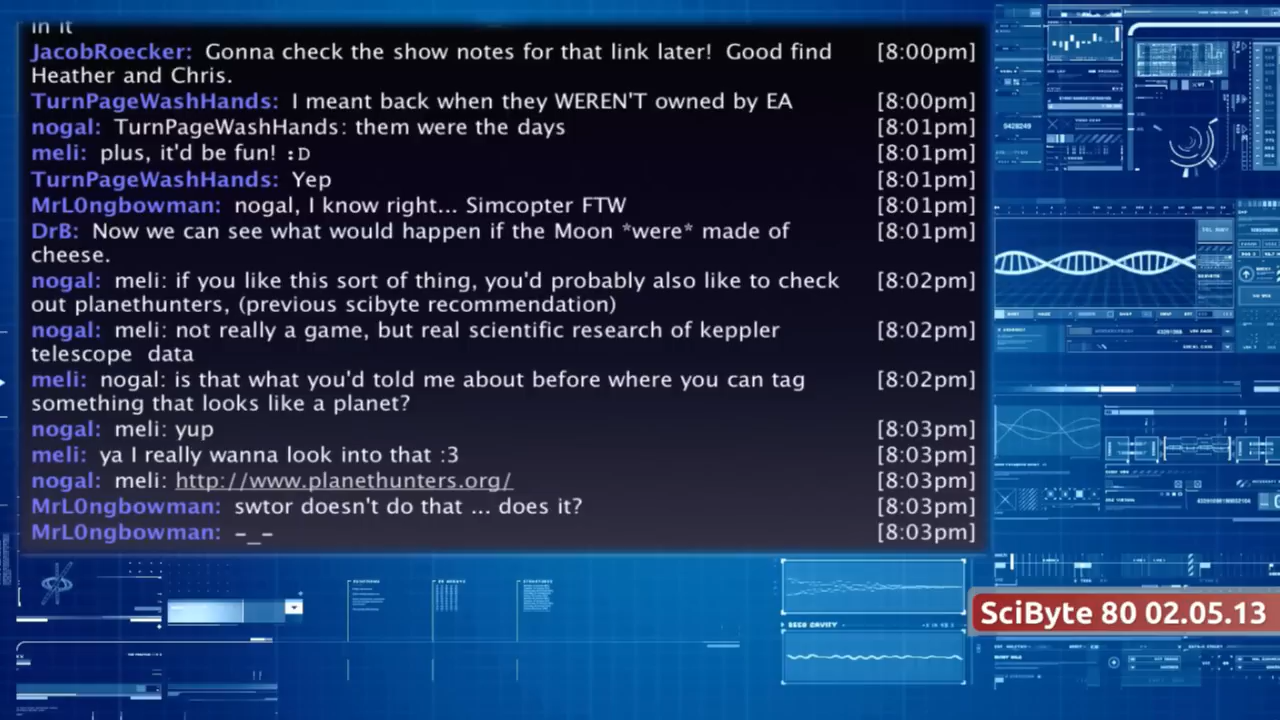 in it
JacobRoecker: Gonna check the show notes for that link later!  Good find [8:00pm]
Heather and Chris.
TurnPageWashHands: I meant back when they WEREN'T owned by EA [8:00pm]
nogal: TurnPageWashHands: them were the days [8:01pm]
meli: plus, it'd be fun! :D [8:01pm]
TurnPageWashHands: Yep [8:01pm]
MrL0ngbowman: nogal, I know right... Simcopter FTW [8:01pm]
DrB: Now we can see what would happen if the Moon *were* made of [8:01pm]
cheese.
nogal: meli: if you like this sort of thing, you'd pobably also like to check [8:02pm]
out planethunters, (previous scibyte recommendation)
nogal: meli: not really a game, but real scientific research of keppler [8:02pm]
telescope  data
meli: nogal: is that what you'd told me about before where you can tag [8:02pm]
something that looks like a planet?
nogal: meli: yup [8:03pm]
meli: ya I really wanna look into that :3 [8:03pm]
nogal: meli: http://www.planethunters.org/ [8:03pm]
MrL0ngbowman: swtor doesn't do that ... does it? [8:03pm]
MrL0ngbowman: -_- [8:03pm]
SciByte 80 02.05.13